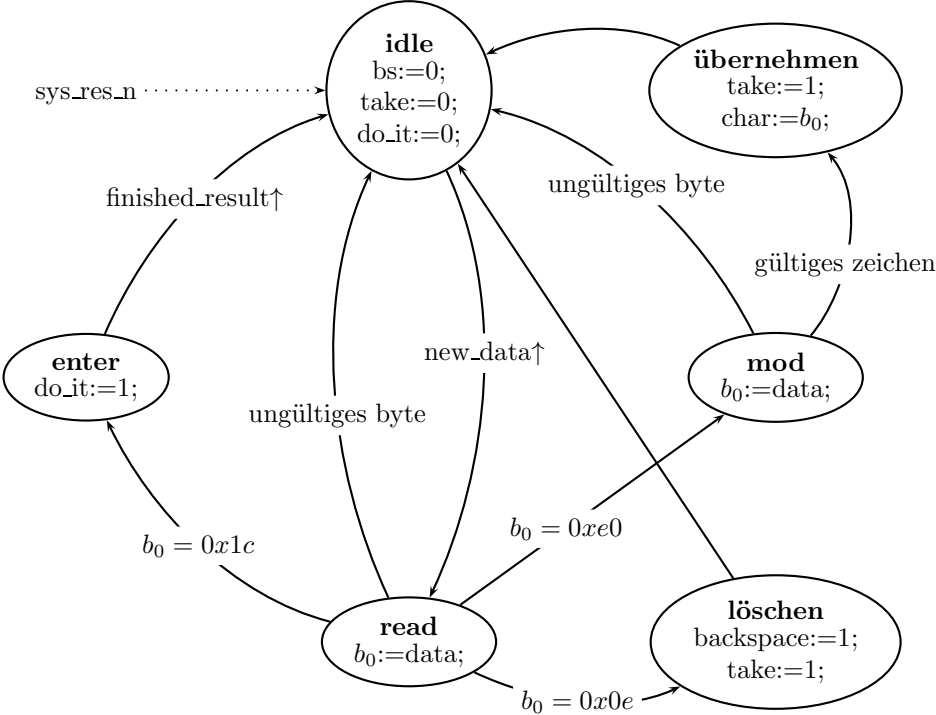 idle
bs:=0;
take:=0;
do_it:=0;
übernehmen
take:=1;
char:=b₀;
sys_res_n
ungültiges byte
finished_result↑
gültiges zeichen
new_data↑
enter
do_it:=1;
mod
b₀:=data;
ungültiges byte
b₀ = 0xe0
b₀ = 0x1c
löschen
backspace:=1;
take:=1;
read
b₀:=data;
b₀ = 0x0e